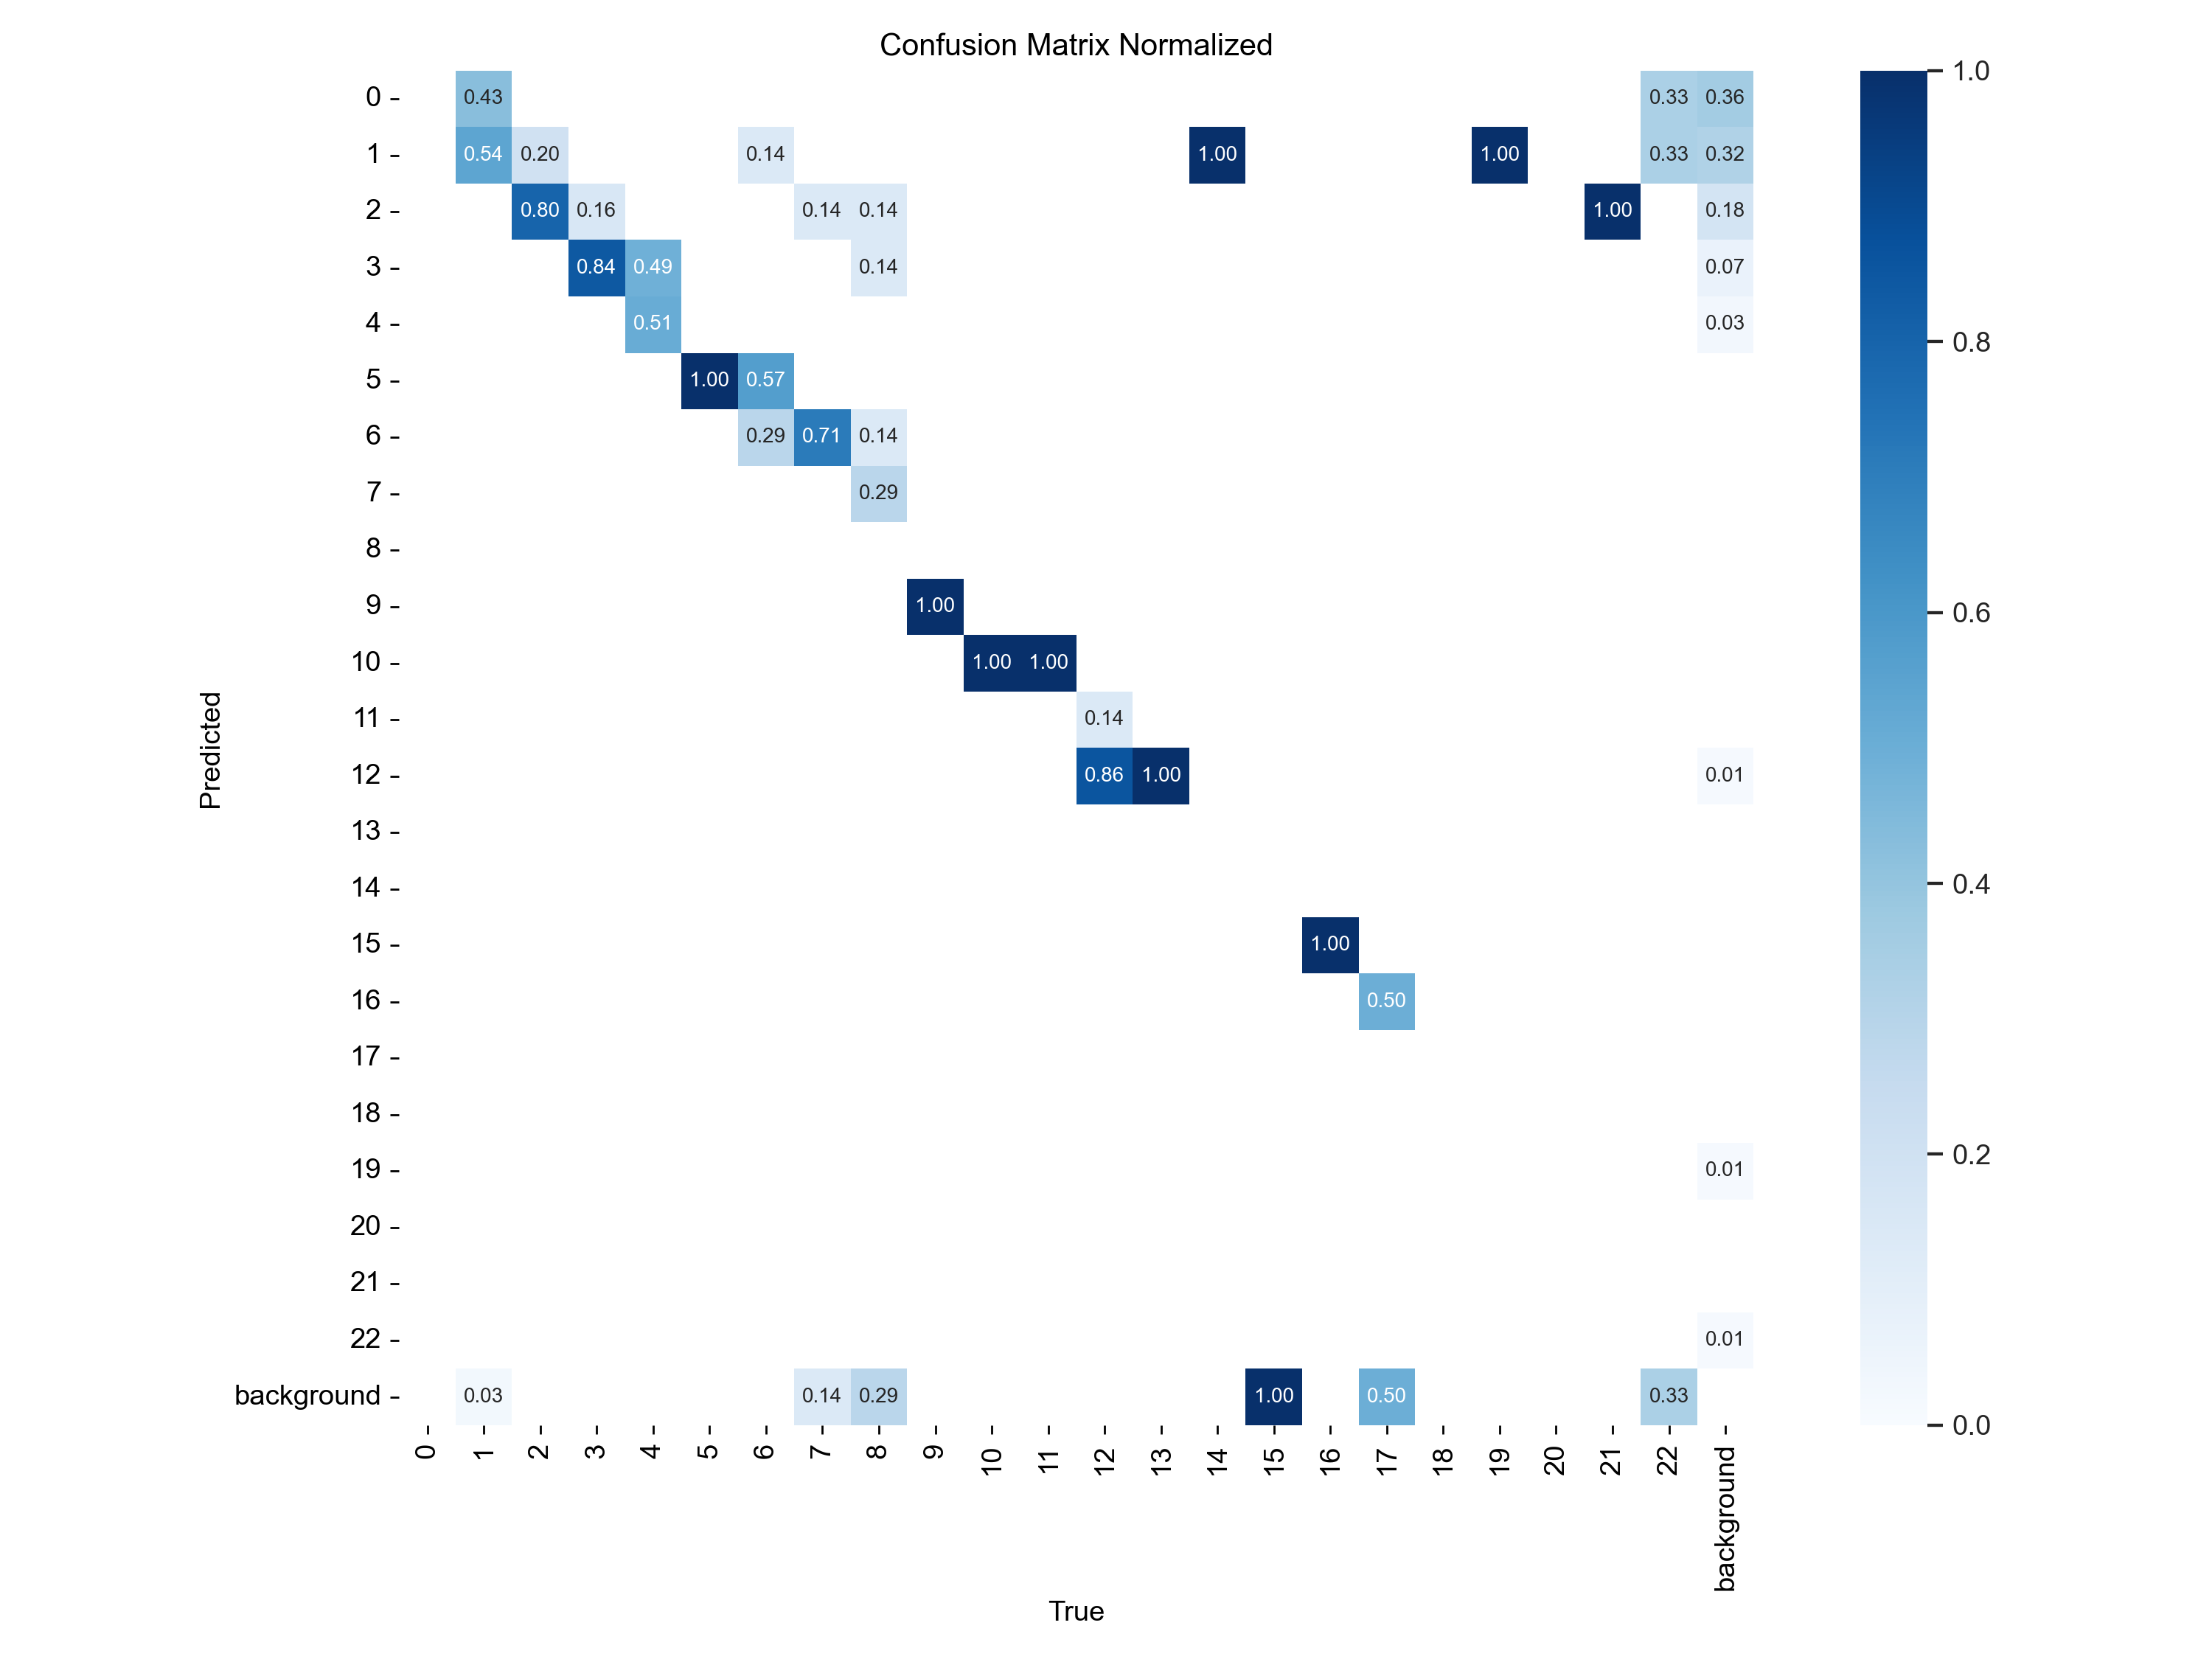 Confusion Matrix Normalized
0 0.43 0.33 0.36 1.0
1 0.54 0.20 0.14 1.00 1.00 0.33 0.32
2 0.80 0.16 0.14 0.14 1.00 0.18
3 0.84 0.49 0.14 0.07
4 0.51 0.03 0.8
5 1.00 0.57
6 0.29 0.71 0.14
7 0.29
8
9 1.00 0.6
10 1.00 1.00
11 0.14
12 0.86 1.00 0.01
13
14 0.4
15 1.00
16 0.50
17
18
19 0.01 0.2
20
21
22 0.01
background 0.03 0.14 0.29 1.00 0.50 0.33 0.0
Predicted
0 1 2 3 4 5 6 7 8 9 10 11 12 13 14 15 16 17 18 19 20 21 22 background
True